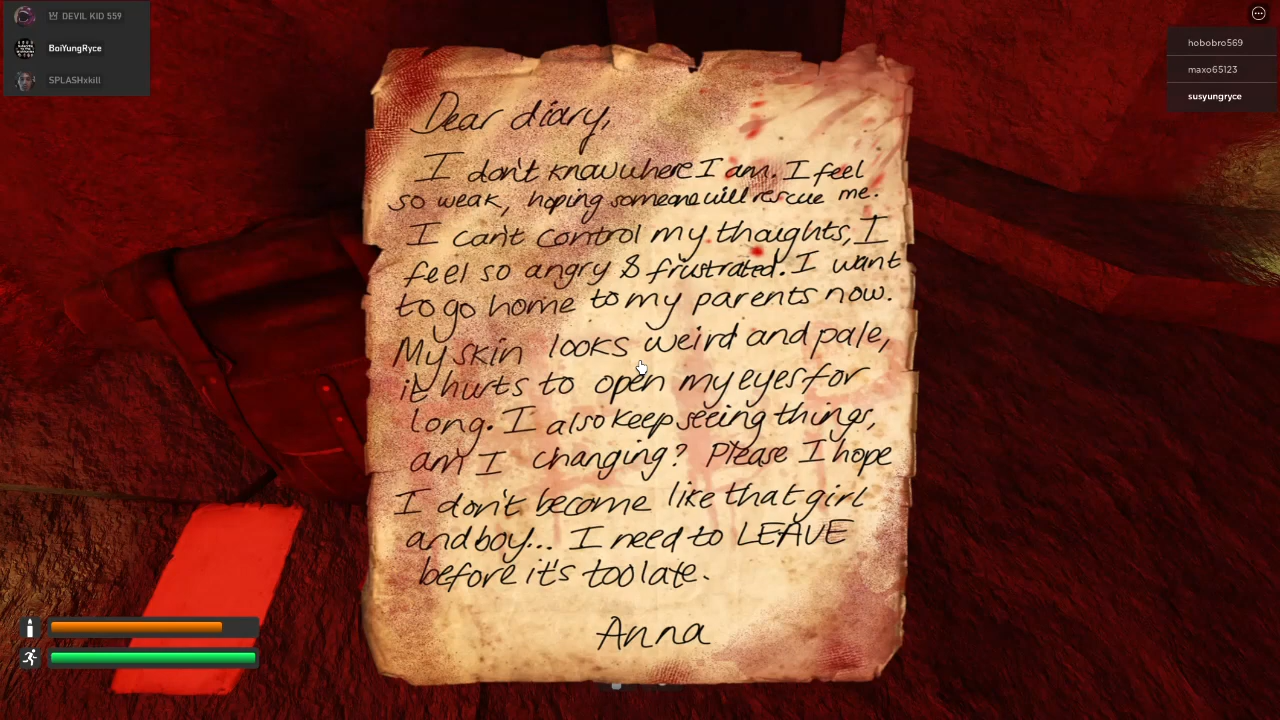 DEVIL KID 559
BoiYungRyce
SPLASHxkill
hobobro569
maxo65123
susyungryce
Dear diary,
I don't know where I am. I feel
so weak, hoping someone will rescue me.
I can't control my thoughts, I
feel so angry & frustrated. I want
to go home to my parents now.
My skin looks weird and pale,
it hurts to open my eyes for
long. I also keep seeing things,
am I changing? Please I hope
I don't become like that girl
and boy... I need to LEAVE
before it's too late.
Anna